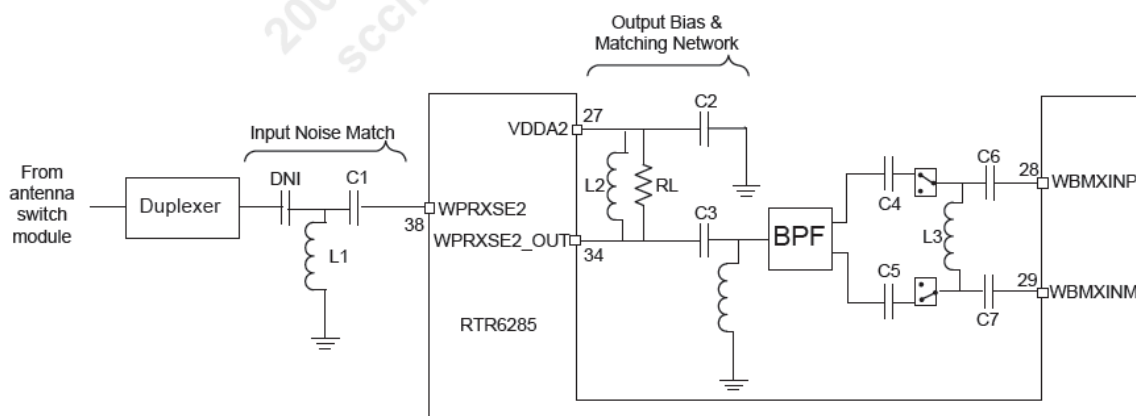 Output Bias &
Matching Network
Input Noise Match
From
antenna
switch
module
Duplexer
DNI
C1
L1
38
WPRXSE2
WPRXSE2_OUT
34
VDDA2
27
C2
L2
RL
C3
RTR6285
BPF
C4
C5
L3
C6
C7
28
WBMXINP
29
WBMXINM
200